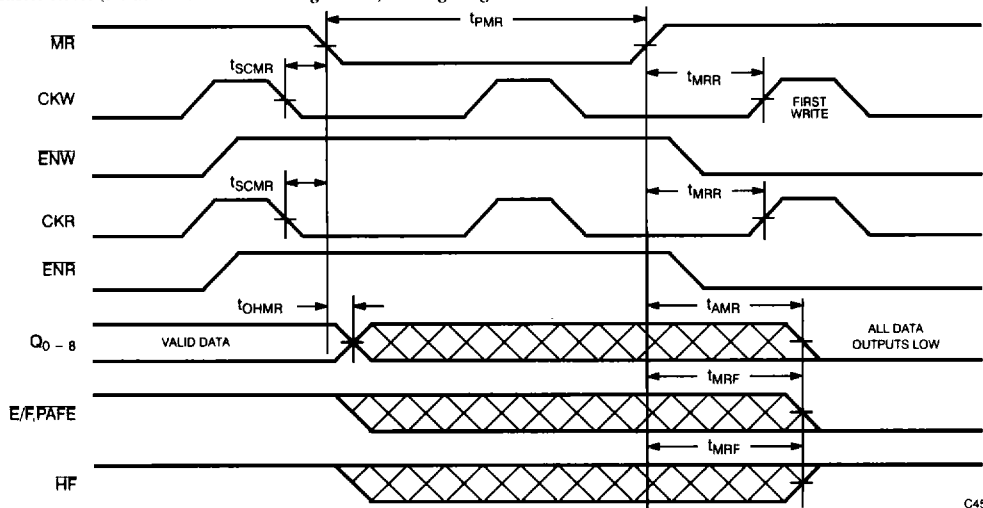 tPMR
MR
tSCMR
tMRR
CKW
FIRST
WRITE
ENW
tSCMR
tMRR
CKR
ENR
tOHMR
tAMR
Q0 – 8
VALID DATA
ALL DATA
OUTPUTS LOW
tMRF
E/F,PAFE
tMRF
HF
C45